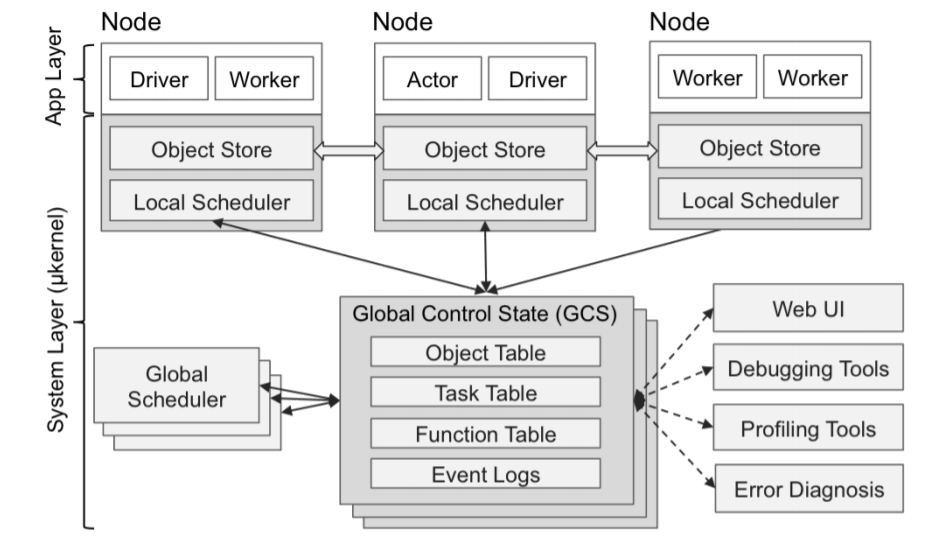 Node
Node
Node
App Layer
Driver
Worker
Actor
Driver
Worker
Worker
Object Store
Object Store
Object Store
Local Scheduler
Local Scheduler
Local Scheduler
System Layer (μkernel)
Global Control State (GCS)
Object Table
Task Table
Function Table
Event Logs
Global
Scheduler
Web UI
Debugging Tools
Profiling Tools
Error Diagnosis